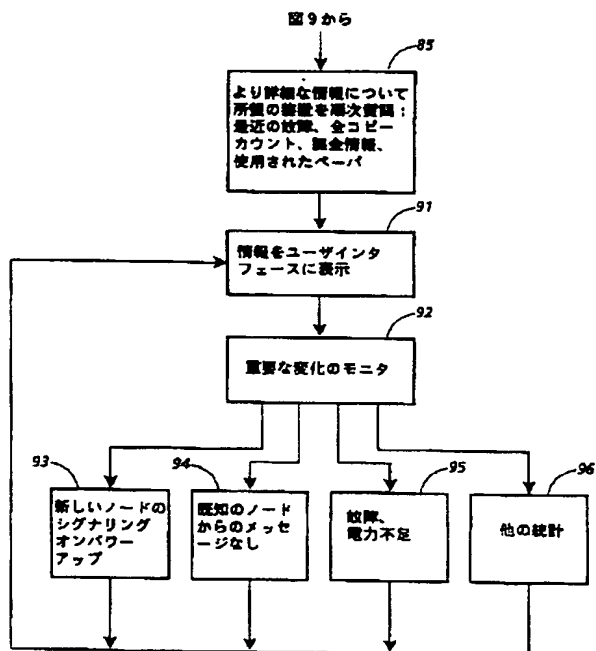 図9から
85
より詳細な情報について
所望の装置を順次質問：
最近の故障、全コピー
カウント、課金情報、
使用されたペーパ
91
情報をユーザインタ
フェースに表示
92
重要な変化のモニタ
93
新しいノードの
シグナリング
オンパワー
アップ
94
既知のノード
からのメッセ
ージなし
95
故障、
電力不足
96
他の統計